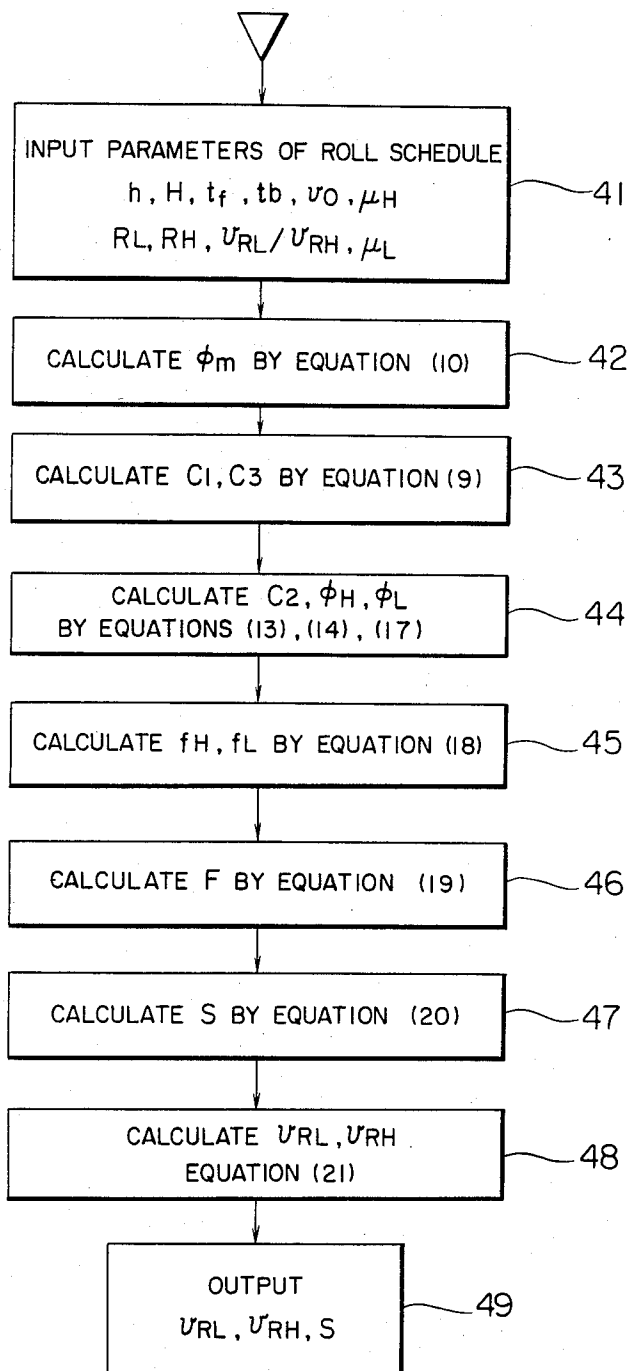 INPUT PARAMETERS OF ROLL SCHEDULE
h, H, tf, tb, υO, μH
RL, RH, υRL/υRH, μL
41
CALCULATE ϕm BY EQUATION (10)
42
CALCULATE C1, C3 BY EQUATION (9)
43
CALCULATE C2, ϕH, ϕL
BY EQUATIONS (13), (14), (17)
44
CALCULATE fH, fL BY EQUATION (18)
45
CALCULATE F BY EQUATION (19)
46
CALCULATE S BY EQUATION (20)
47
CALCULATE υRL, υRH
EQUATION (21)
48
OUTPUT
υRL, υRH, S
49